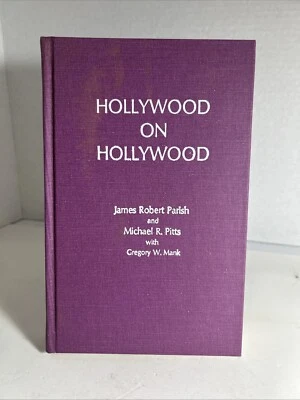 HOLLYWOOD
ON
HOLLYWOOD
James Robert Parish
and
Michael R. Pitts
with
Gregory W. Mank